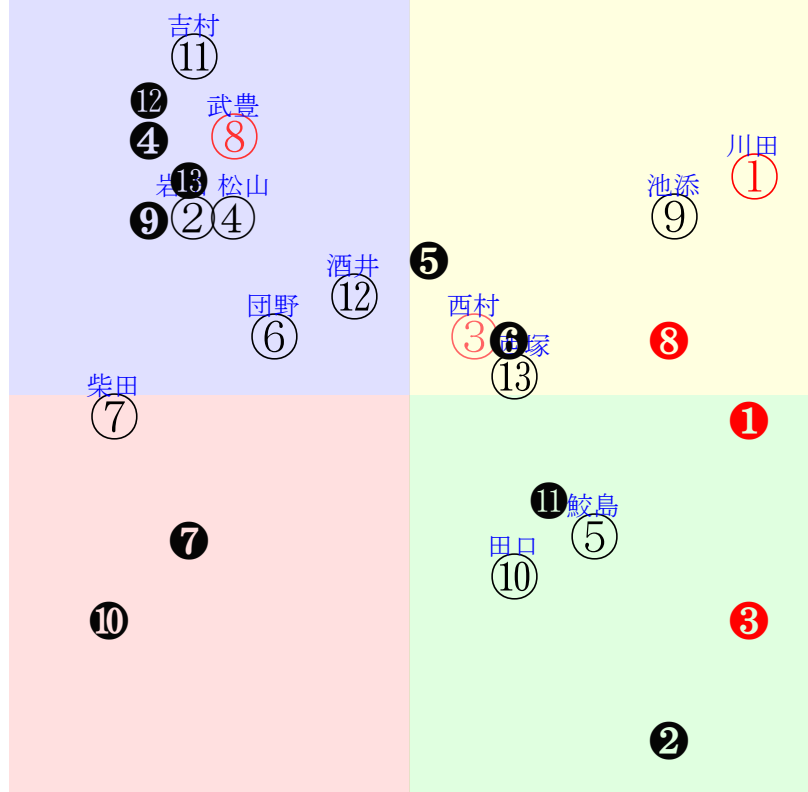 吉村
⑪
⓬
武豊
❹
⑧
川田
①
⓭
松山
池添
❾
②
④
⑨
❺
酒井
⑫
団野
西村
⑥
③
❻
塚
❽
⑬
柴田
⑦
❶
⓫
鮫島
⑤
❼
田口
⑩
❿
❸
❷